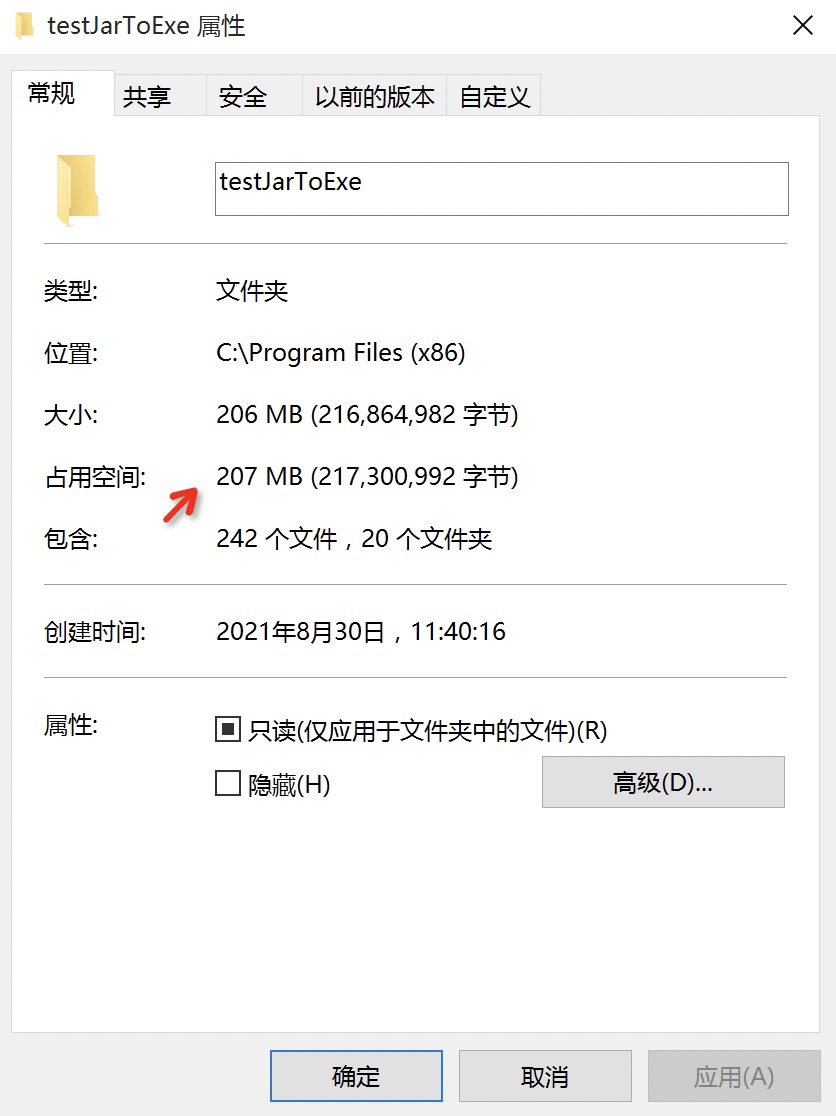 testJarToExe 属性
常规 共享 安全 以前的版本 自定义
testJarToExe
类型: 文件夹
位置: C:\Program Files (x86)
大小: 206 MB (216,864,982 字节)
占用空间: 207 MB (217,300,992 字节)
包含: 242 个文件，20 个文件夹
创建时间: 2021年8月30日，11:40:16
属性: 只读(仅应用于文件夹中的文件)(R)
隐藏(H) 高级(D)...
确定 取消 应用(A)